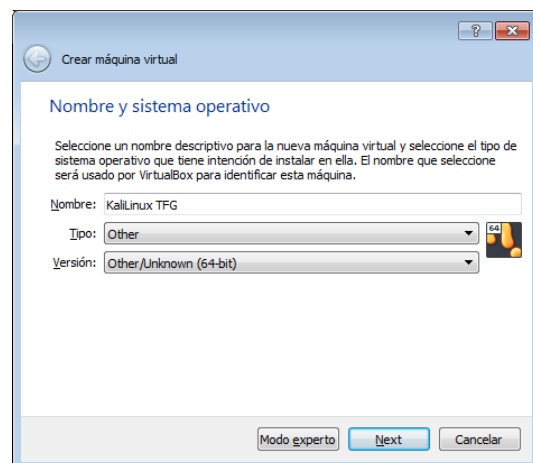 Crear máquina virtual
Nombre y sistema operativo
Seleccione un nombre descriptivo para la nueva máquina virtual y seleccione el tipo de
sistema operativo que tiene intención de instalar en ella. El nombre que seleccione
será usado por VirtualBox para identificar esta máquina.
Nombre: KaliLinux TFG
Tipo: Other
64
Versión: Other/Unknown (64-bit)
Modo experto Next Cancelar